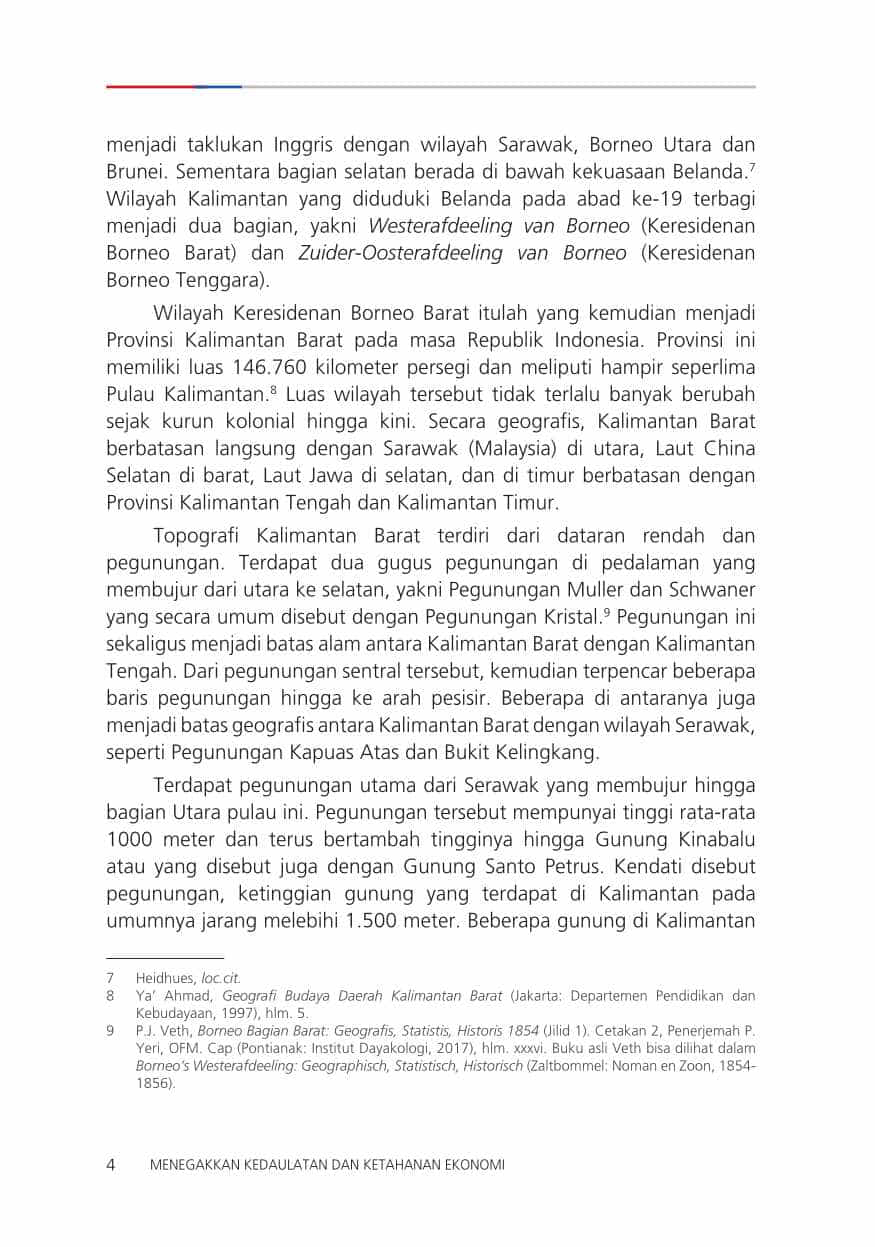 menjadi taklukan Inggris dengan wilayah Sarawak, Borneo Utara dan
Brunei. Sementara bagian selatan berada di bawah kekuasaan Belanda.7
Wilayah Kalimantan yang diduduki Belanda pada abad ke-19 terbagi
menjadi dua bagian, yakni Westerafdeeling van Borneo (Keresidenan
Borneo Barat) dan Zuider-Oosterafdeeling van Borneo (Keresidenan
Borneo Tenggara).
Wilayah Keresidenan Borneo Barat itulah yang kemudian menjadi
Provinsi Kalimantan Barat pada masa Republik Indonesia. Provinsi ini
memiliki luas 146.760 kilometer persegi dan meliputi hampir seperlima
Pulau Kalimantan.8 Luas wilayah tersebut tidak terlalu banyak berubah
sejak kurun kolonial hingga kini. Secara geografis, Kalimantan Barat
berbatasan langsung dengan Sarawak (Malaysia) di utara, Laut China
Selatan di barat, Laut Jawa di selatan, dan di timur berbatasan dengan
Provinsi Kalimantan Tengah dan Kalimantan Timur.
Topografi Kalimantan Barat terdiri dari dataran rendah dan
pegunungan. Terdapat dua gugus pegunungan di pedalaman yang
membujur dari utara ke selatan, yakni Pegunungan Muller dan Schwaner
yang secara umum disebut dengan Pegunungan Kristal.9 Pegunungan ini
sekaligus menjadi batas alam antara Kalimantan Barat dengan Kalimantan
Tengah. Dari pegunungan sentral tersebut, kemudian terpencar beberapa
baris pegunungan hingga ke arah pesisir. Beberapa di antaranya juga
menjadi batas geografis antara Kalimantan Barat dengan wilayah Serawak,
seperti Pegunungan Kapuas Atas dan Bukit Kelingkang.
Terdapat pegunungan utama dari Serawak yang membujur hingga
bagian Utara pulau ini. Pegunungan tersebut mempunyai tinggi rata-rata
1000 meter dan terus bertambah tingginya hingga Gunung Kinabalu
atau yang disebut juga dengan Gunung Santo Petrus. Kendati disebut
pegunungan, ketinggian gunung yang terdapat di Kalimantan pada
umumnya jarang melebihi 1.500 meter. Beberapa gunung di Kalimantan
7 Heidhues, loc.cit.
8 Ya’ Ahmad, Geografi Budaya Daerah Kalimantan Barat (Jakarta: Departemen Pendidikan dan
Kebudayaan, 1997), hlm. 5.
9 P.J. Veth, Borneo Bagian Barat: Geografis, Statistis, Historis 1854 (Jilid 1). Cetakan 2, Penerjemah P.
Yeri, OFM. Cap (Pontianak: Institut Dayakologi, 2017), hlm. xxxvi. Buku asli Veth bisa dilihat dalam
Borneo’s Westerafdeeling: Geographisch, Statistisch, Historisch (Zaltbommel: Noman en Zoon, 1854-
1856).
4 MENEGAKKAN KEDAULATAN DAN KETAHANAN EKONOMI